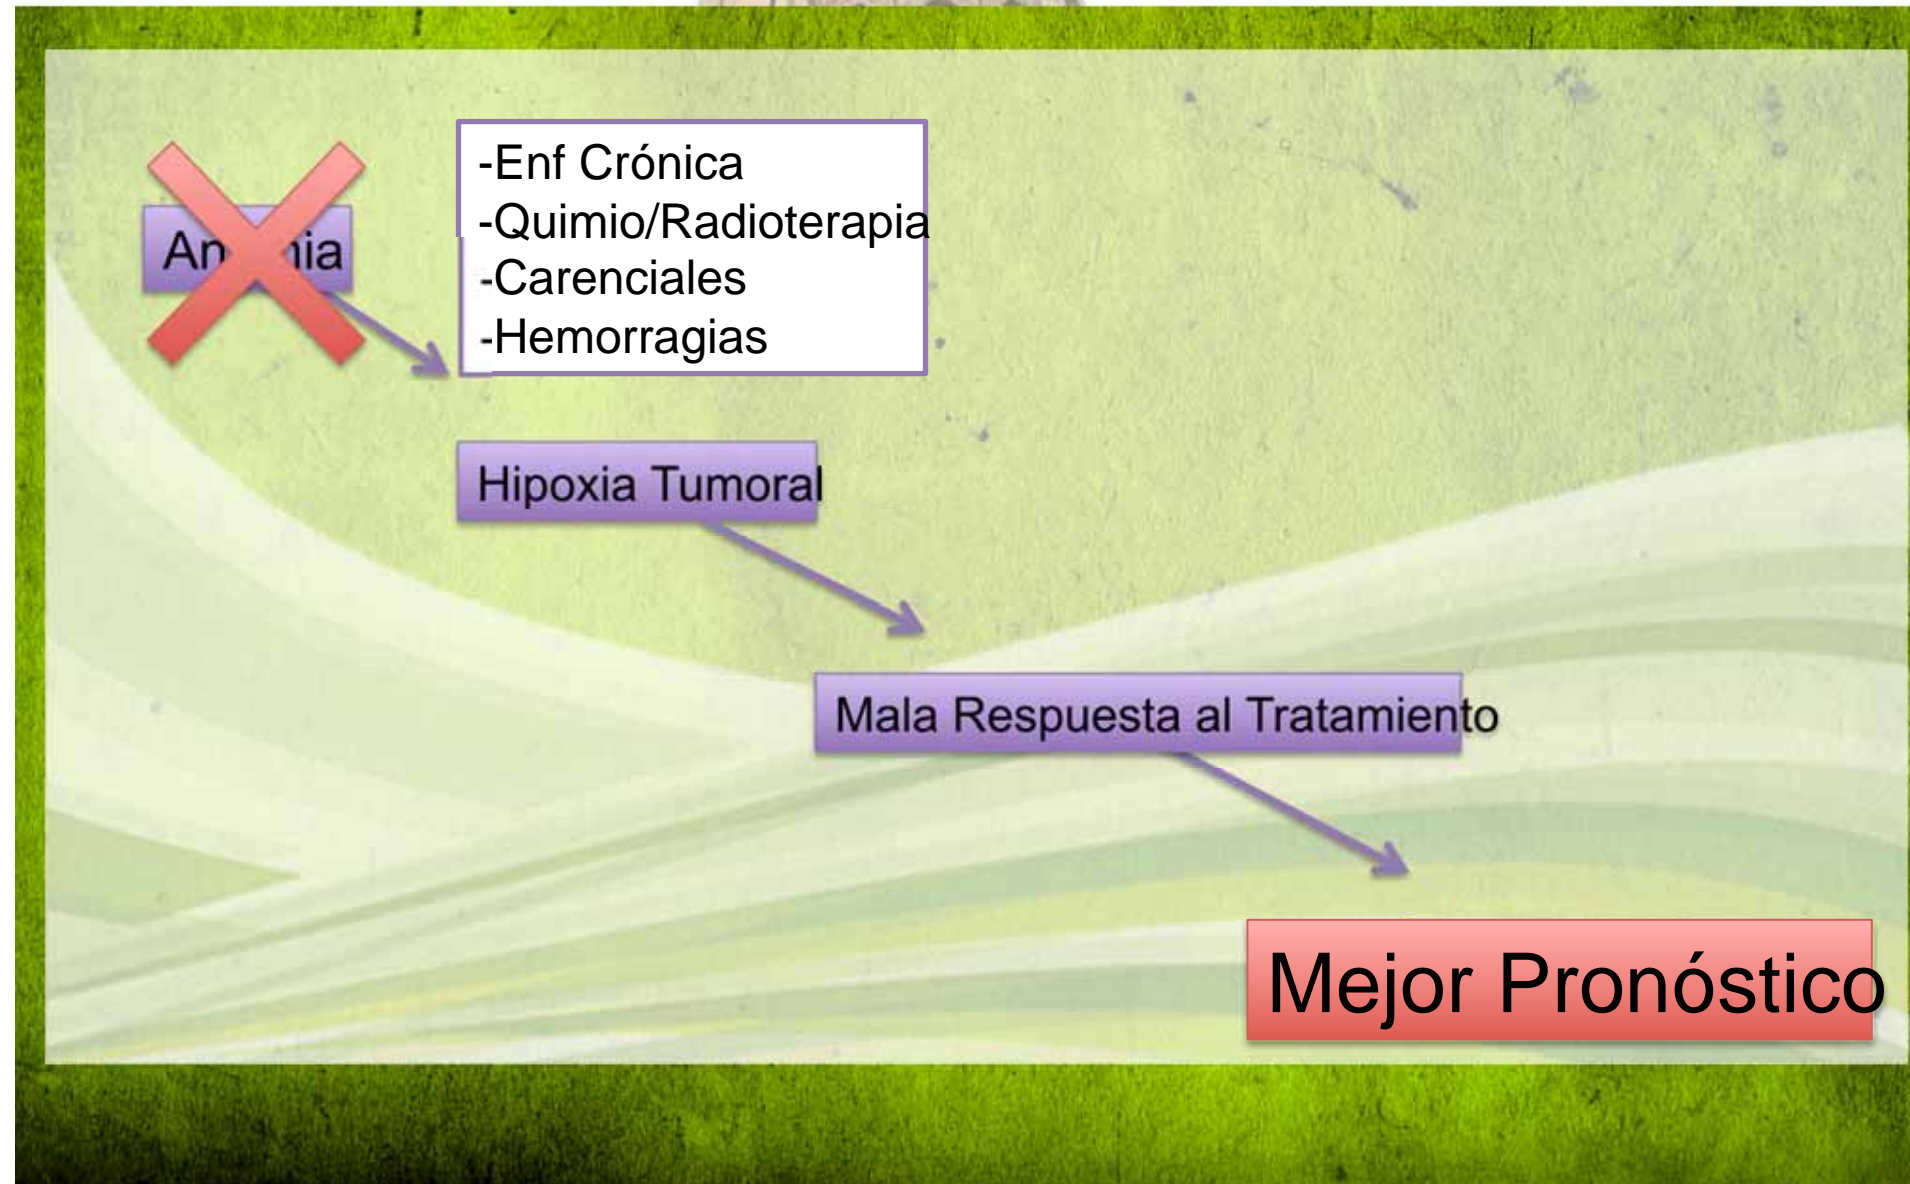 -Enf Crónica
-Quimio/Radioterapia
-Carenciales
-Hemorragias
Hipoxia Tumoral
Mala Respuesta al Tratamiento
Mejor Pronóstico